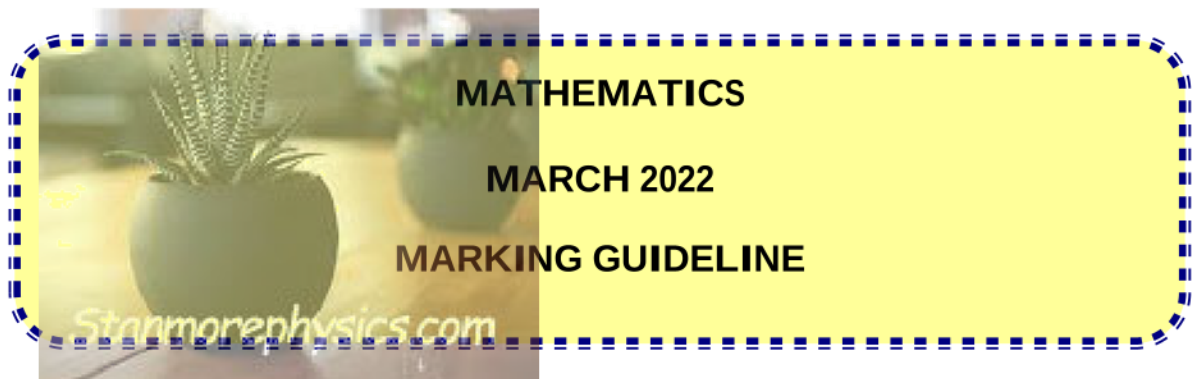 MATHEMATICS
MARCH 2022
MARKING GUIDELINE
Stanmorephysics.com